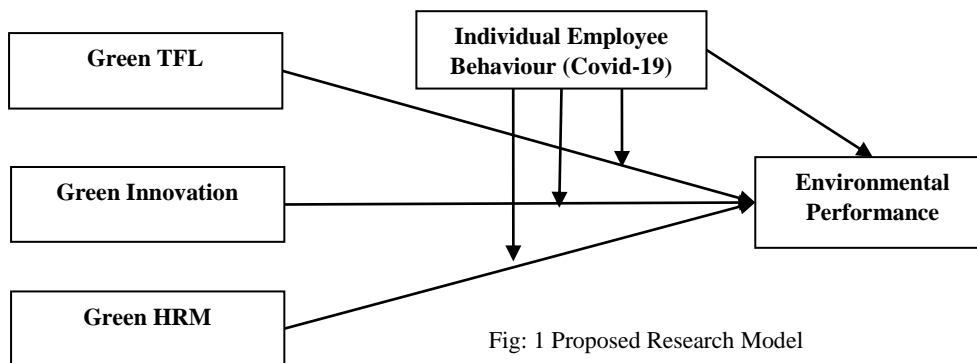 Green TFL
Individual Employee
Behaviour (Covid-19)
Green Innovation
Environmental
Performance
Green HRM
Fig: 1 Proposed Research Model